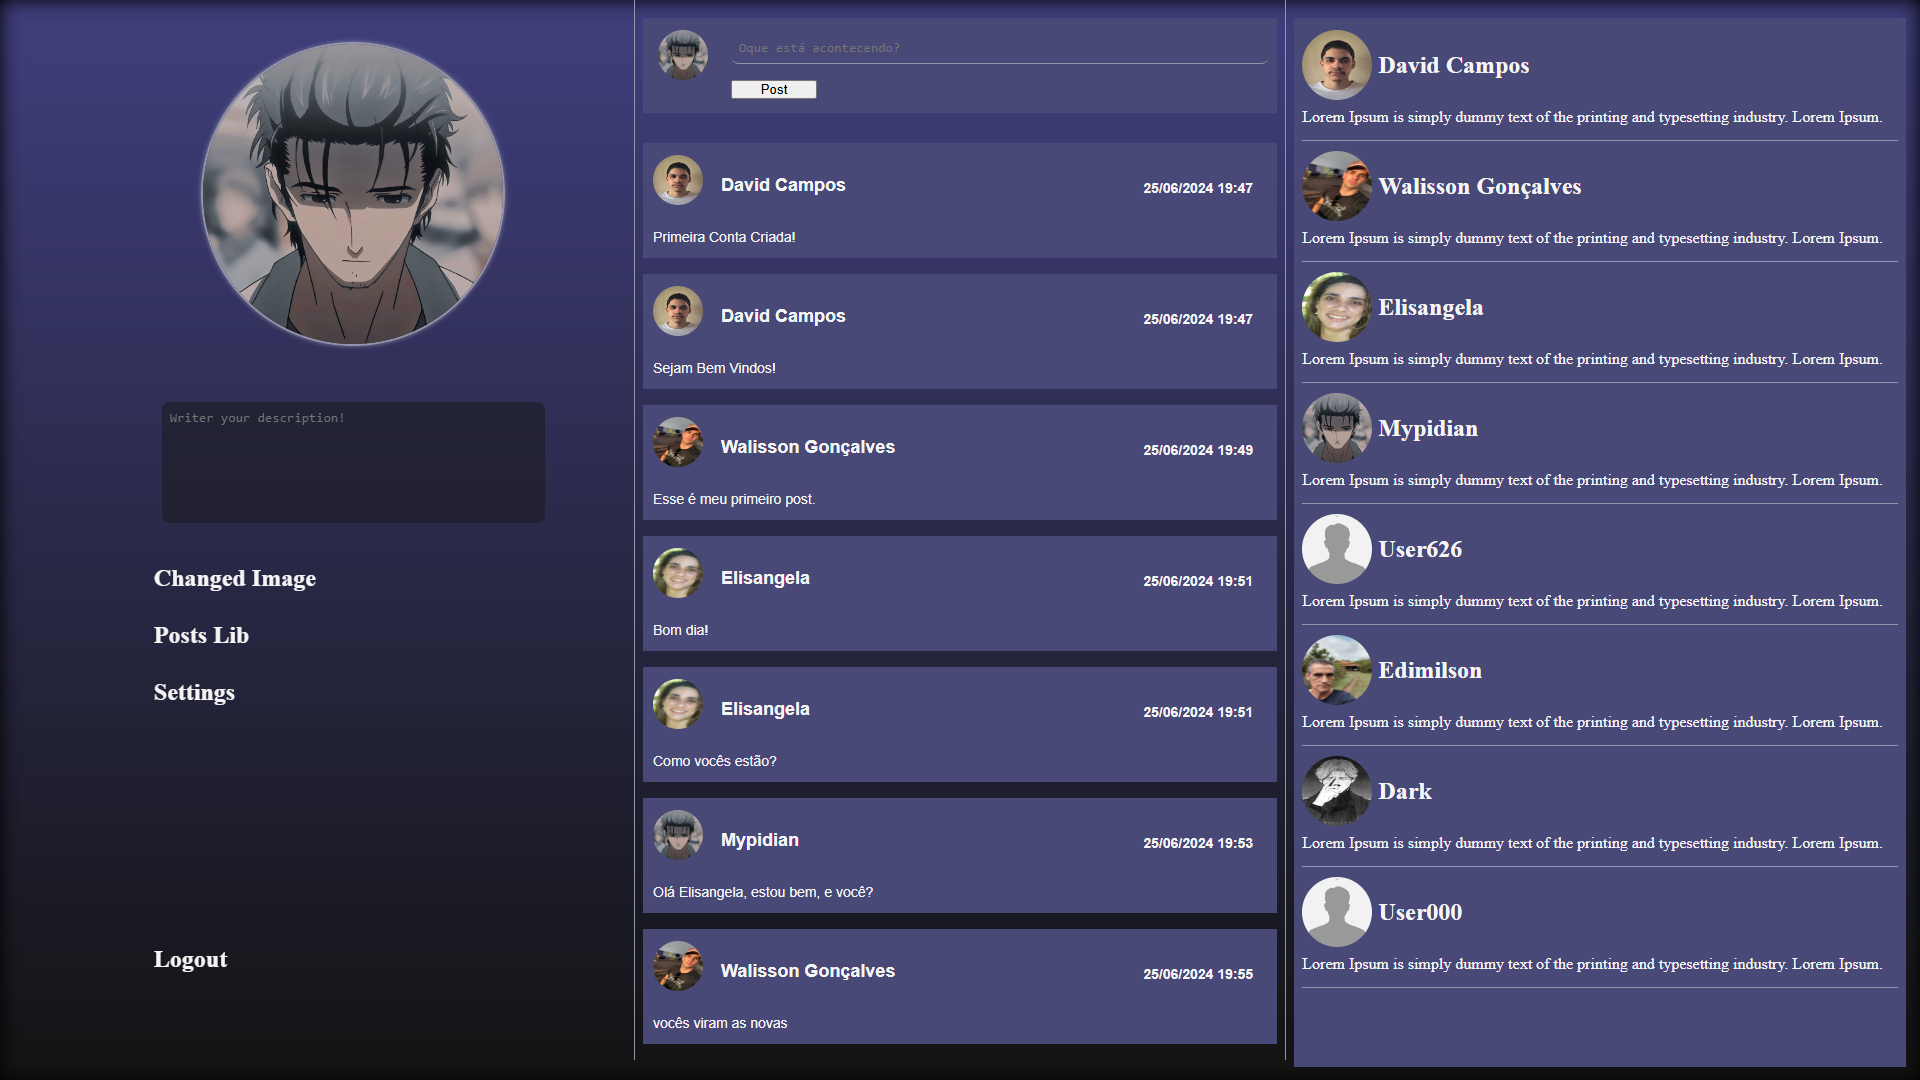 Writer your description!
Changed Image
Posts Lib
Settings
Logout
Oque está acontecendo?
Post
David Campos 25/06/2024 19:47
Primeira Conta Criada!
David Campos 25/06/2024 19:47
Sejam Bem Vindos!
Walisson Gonçalves 25/06/2024 19:49
Esse é meu primeiro post.
Elisangela 25/06/2024 19:51
Bom dia!
Elisangela 25/06/2024 19:51
Como vocês estão?
Mypidian 25/06/2024 19:53
Olá Elisangela, estou bem, e você?
Walisson Gonçalves 25/06/2024 19:55
vocês viram as novas
David Campos
Lorem Ipsum is simply dummy text of the printing and typesetting industry. Lorem Ipsum.
Walisson Gonçalves
Lorem Ipsum is simply dummy text of the printing and typesetting industry. Lorem Ipsum.
Elisangela
Lorem Ipsum is simply dummy text of the printing and typesetting industry. Lorem Ipsum.
Mypidian
Lorem Ipsum is simply dummy text of the printing and typesetting industry. Lorem Ipsum.
User626
Lorem Ipsum is simply dummy text of the printing and typesetting industry. Lorem Ipsum.
Edimilson
Lorem Ipsum is simply dummy text of the printing and typesetting industry. Lorem Ipsum.
Dark
Lorem Ipsum is simply dummy text of the printing and typesetting industry. Lorem Ipsum.
User000
Lorem Ipsum is simply dummy text of the printing and typesetting industry. Lorem Ipsum.